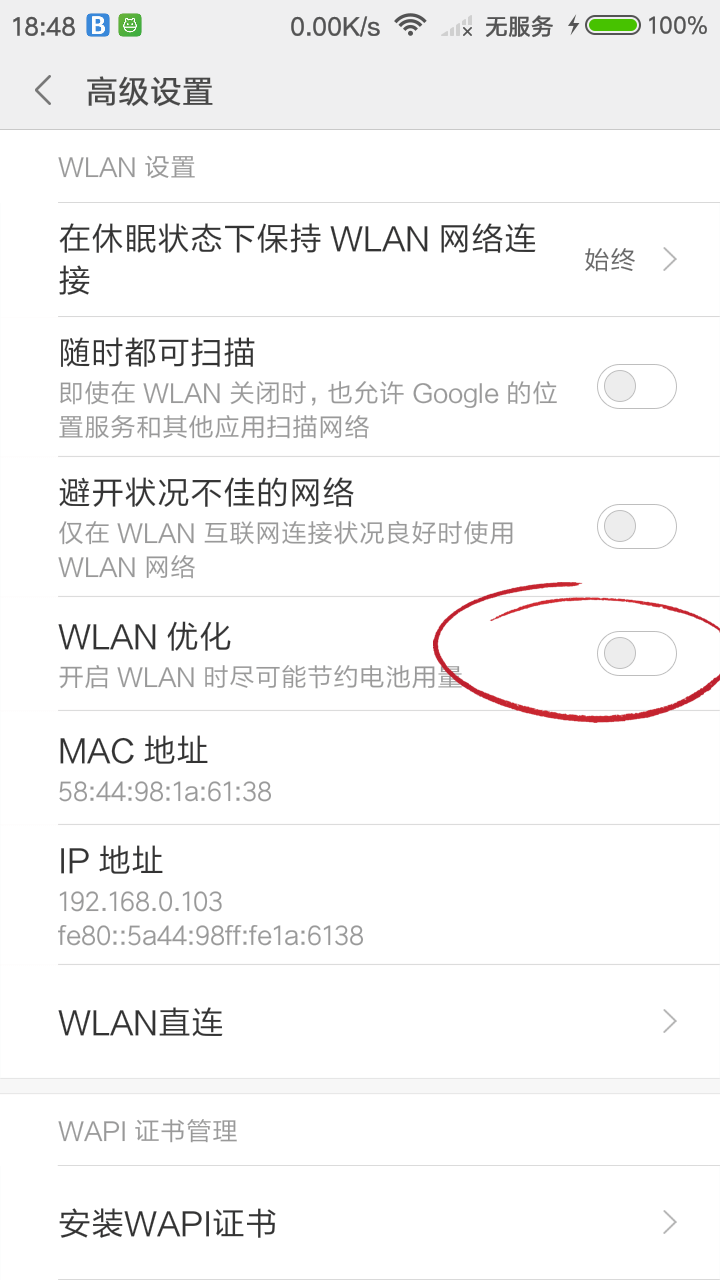 18:48 B 0.00K/s 无服务 100%
高级设置
WLAN 设置
在休眠状态下保持 WLAN 网络连
接
始终
随时都可扫描
即使在 WLAN 关闭时，也允许 Google 的位
置服务和其他应用扫描网络
避开状况不佳的网络
仅在 WLAN 互联网连接状况良好时使用
WLAN 网络
WLAN 优化
开启 WLAN 时尽可能节约电池用量
MAC 地址
58:44:98:1a:61:38
IP 地址
192.168.0.103
fe80::5a44:98ff:fe1a:6138
WLAN直连
WAPI 证书管理
安装WAPI证书